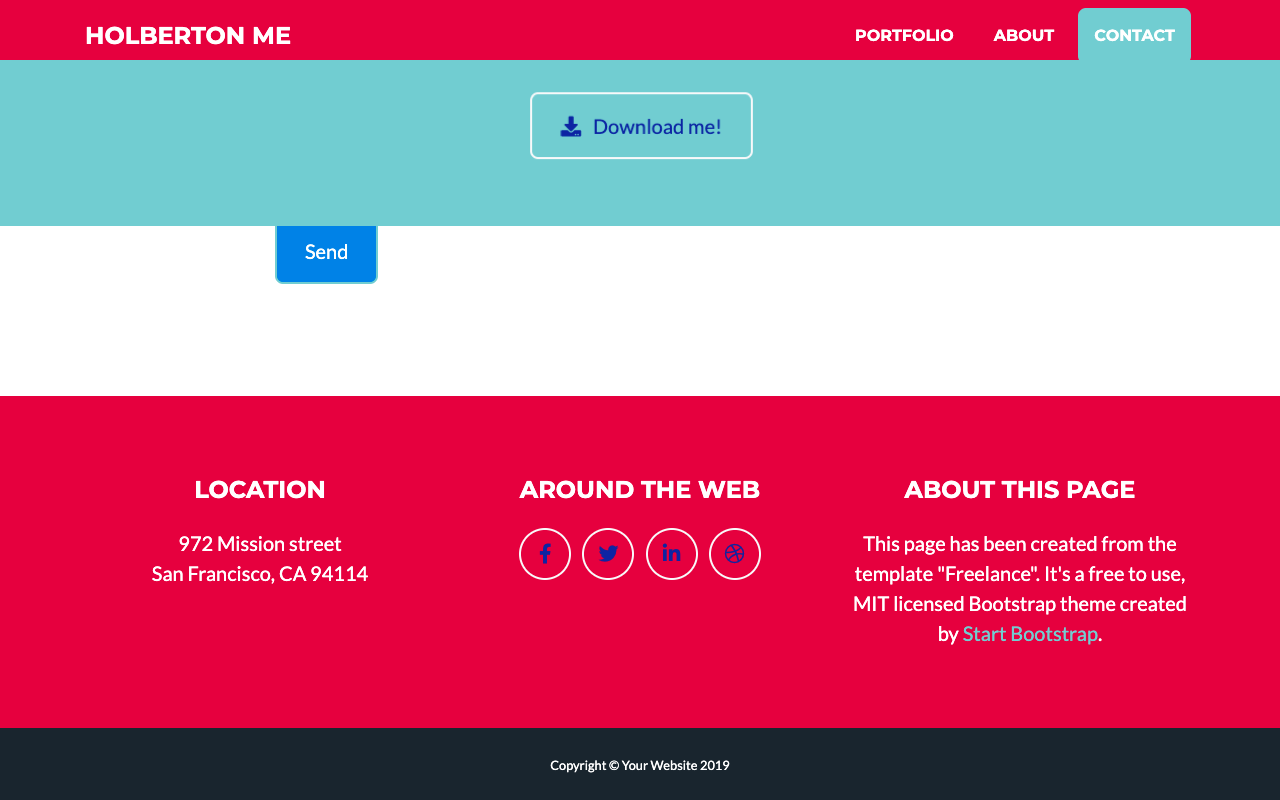 HOLBERTON ME
PORTFOLIO
ABOUT
CONTACT
Download me!
Send
LOCATION
972 Mission street
San Francisco, CA 94114
AROUND THE WEB
ABOUT THIS PAGE
This page has been created from the
template "Freelance". It's a free to use,
MIT licensed Bootstrap theme created
by Start Bootstrap.
Copyright © Your Website 2019